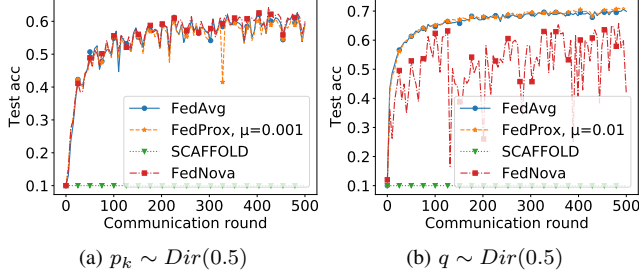 Test acc
0.6
0.5
0.4
0.3
0.2
0.1
FedAvg
FedProx, μ=0.001
SCAFFOLD
FedNova
0 100 200 300 400 500
Communication round
(a) p_k ∼ Dir(0.5)
Test acc
0.7
0.6
0.5
0.4
0.3
0.2
0.1
FedAvg
FedProx, μ=0.01
SCAFFOLD
FedNova
0 100 200 300 400 500
Communication round
(b) q ∼ Dir(0.5)